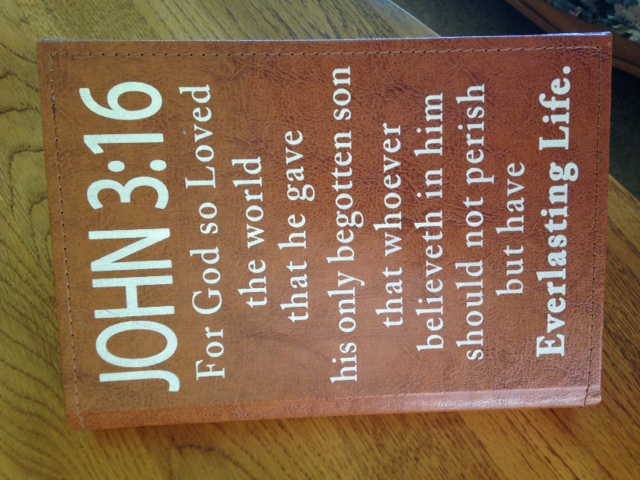 JOHN 3:16
For God so Loved
the world
that he gave
his only begotten son
that whoever
believeth in him
should not perish
but have
Everlasting Life.